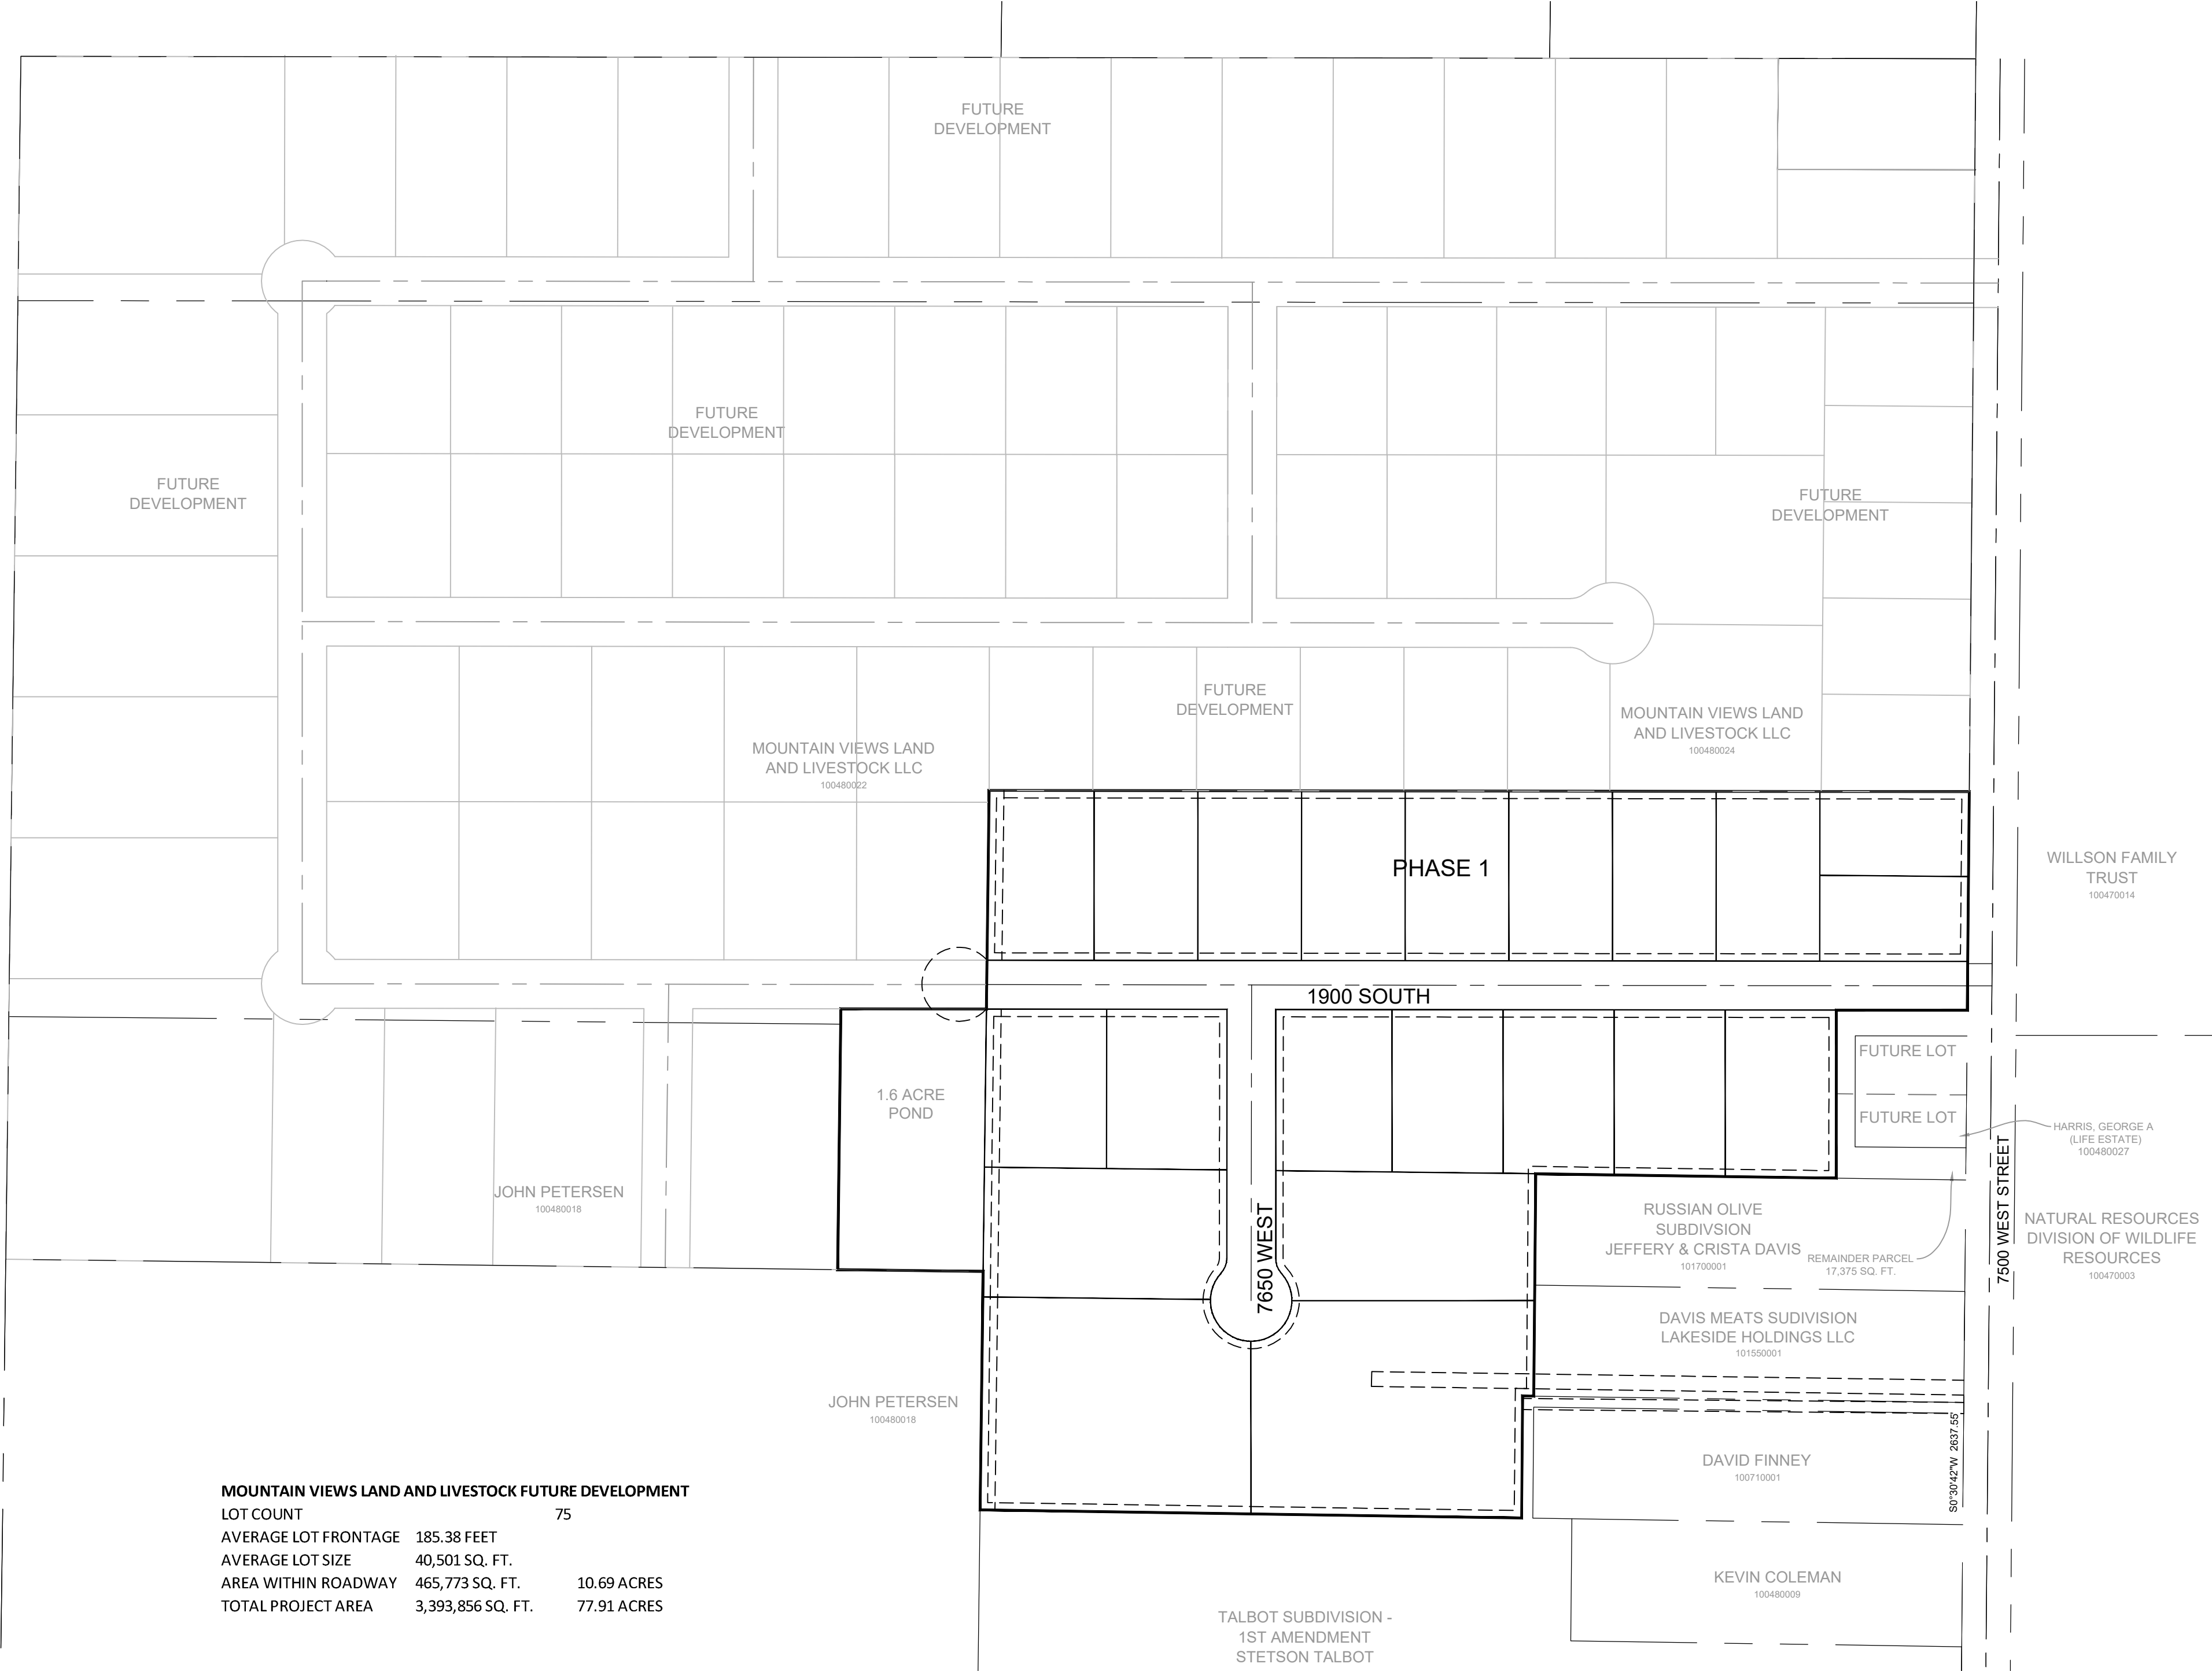 FUTURE
DEVELOPMENT
FUTURE
DEVELOPMENT
FUTURE
DEVELOPMENT
FUTURE
DEVELOPMENT
FUTURE
DEVELOPMENT
MOUNTAIN VIEWS LAND
AND LIVESTOCK LLC
100480024
MOUNTAIN VIEWS LAND
AND LIVESTOCK LLC
100480022
PHASE 1
WILLSON FAMILY
TRUST
100470014
1900 SOUTH
FUTURE LOT
FUTURE LOT
1.6 ACRE
POND
HARRIS, GEORGE A
(LIFE ESTATE)
100480027
7500 WEST STREET
JOHN PETERSEN
100480018
7650 WEST
RUSSIAN OLIVE
SUBDIVSION
JEFFERY & CRISTA DAVIS
101700001
REMAINDER PARCEL
17,375 SQ. FT.
NATURAL RESOURCES
DIVISION OF WILDLIFE
RESOURCES
100470003
DAVIS MEATS SUDIVISION
LAKESIDE HOLDINGS LLC
101550001
JOHN PETERSEN
100480018
S0°30'42"W 2637.55'
DAVID FINNEY
100710001
MOUNTAIN VIEWS LAND AND LIVESTOCK FUTURE DEVELOPMENT
LOT COUNT 75
AVERAGE LOT FRONTAGE 185.38 FEET
AVERAGE LOT SIZE 40,501 SQ. FT.
AREA WITHIN ROADWAY 465,773 SQ. FT. 10.69 ACRES
TOTAL PROJECT AREA 3,393,856 SQ. FT. 77.91 ACRES
KEVIN COLEMAN
100480009
TALBOT SUBDIVISION -
1ST AMENDMENT
STETSON TALBOT